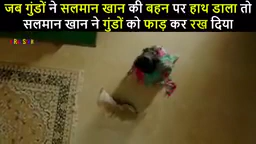 जब गुंडों ने सलमान खान की बहन पर हाथ डाला तो
सलमान खान ने गुंडों को फाड़ कर रख दिया